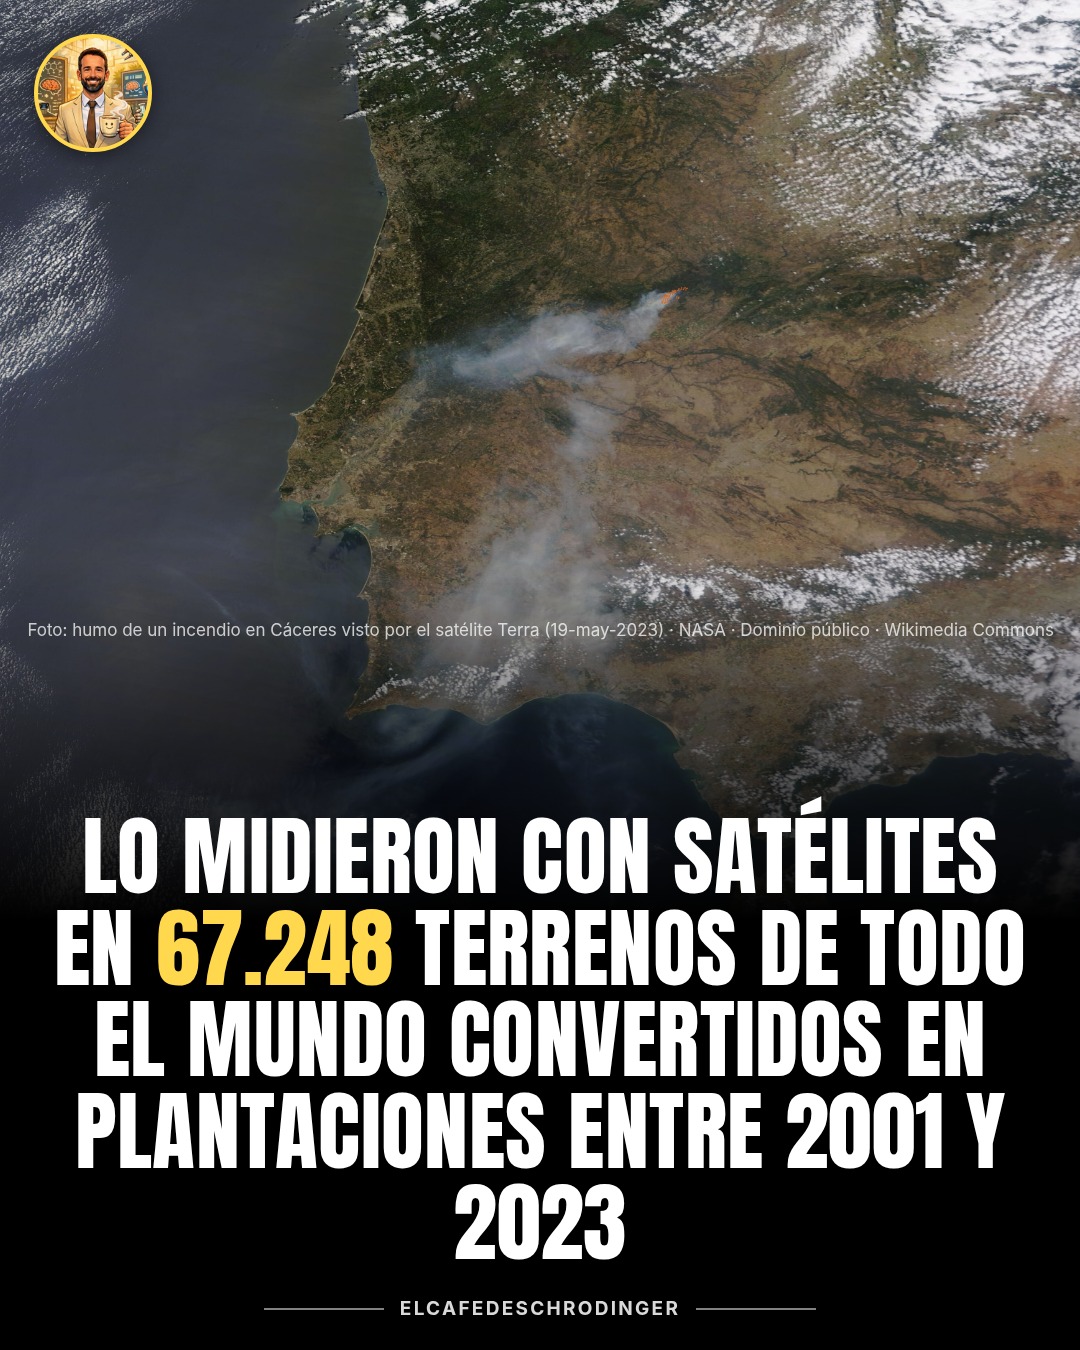 Foto: humo de un incendio en Cáceres visto por el satélite Terra (19-may-2023) · NASA · Dominio público · Wikimedia Commons
LO MIDIERON CON SATÉLITES
EN 67.248 TERRENOS DE TODO
EL MUNDO CONVERTIDOS EN
PLANTACIONES ENTRE 2001 Y
2023
ELCAFEDESCHRODINGER